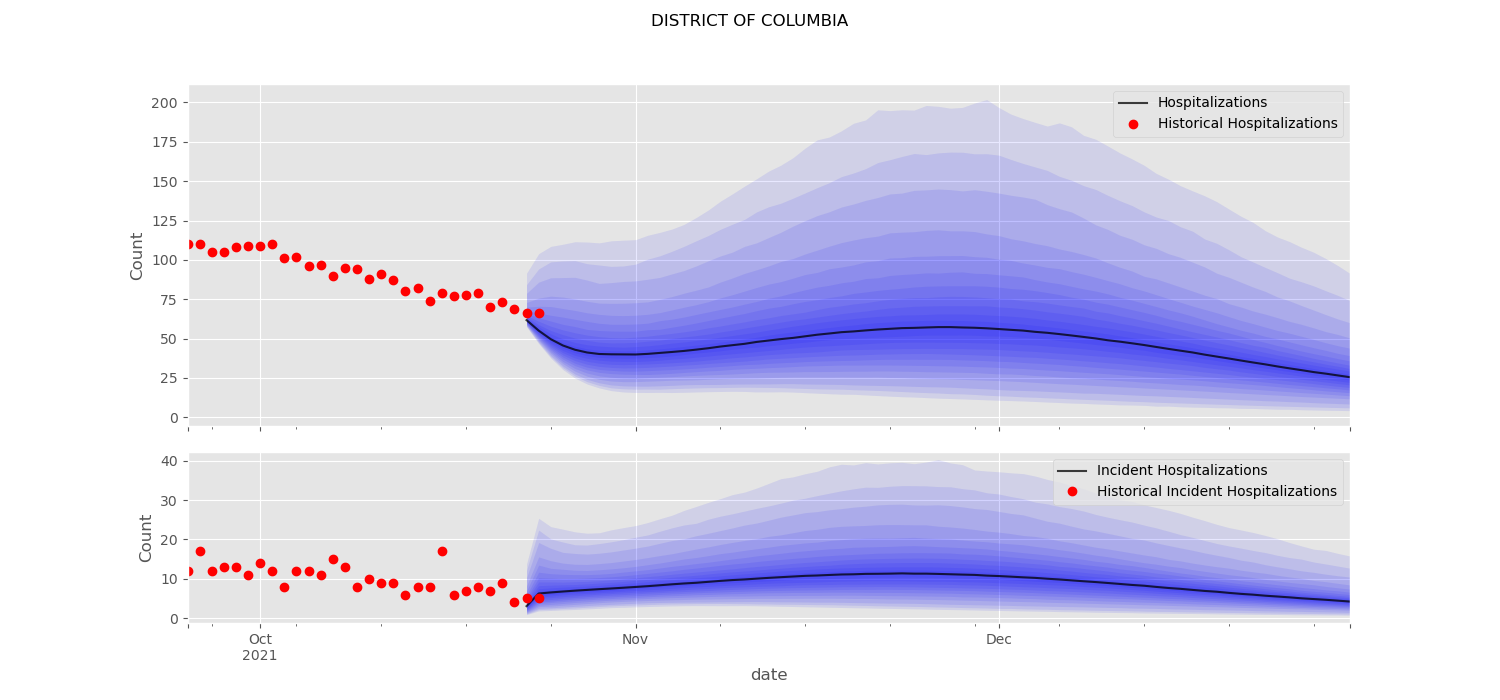 DISTRICT OF COLUMBIA
200
175
150
125
100
75
50
25
0
Count
Hospitalizations
Historical Hospitalizations
40
30
20
10
0
Count
Incident Hospitalizations
Historical Incident Hospitalizations
Oct
2021
Nov
Dec
date